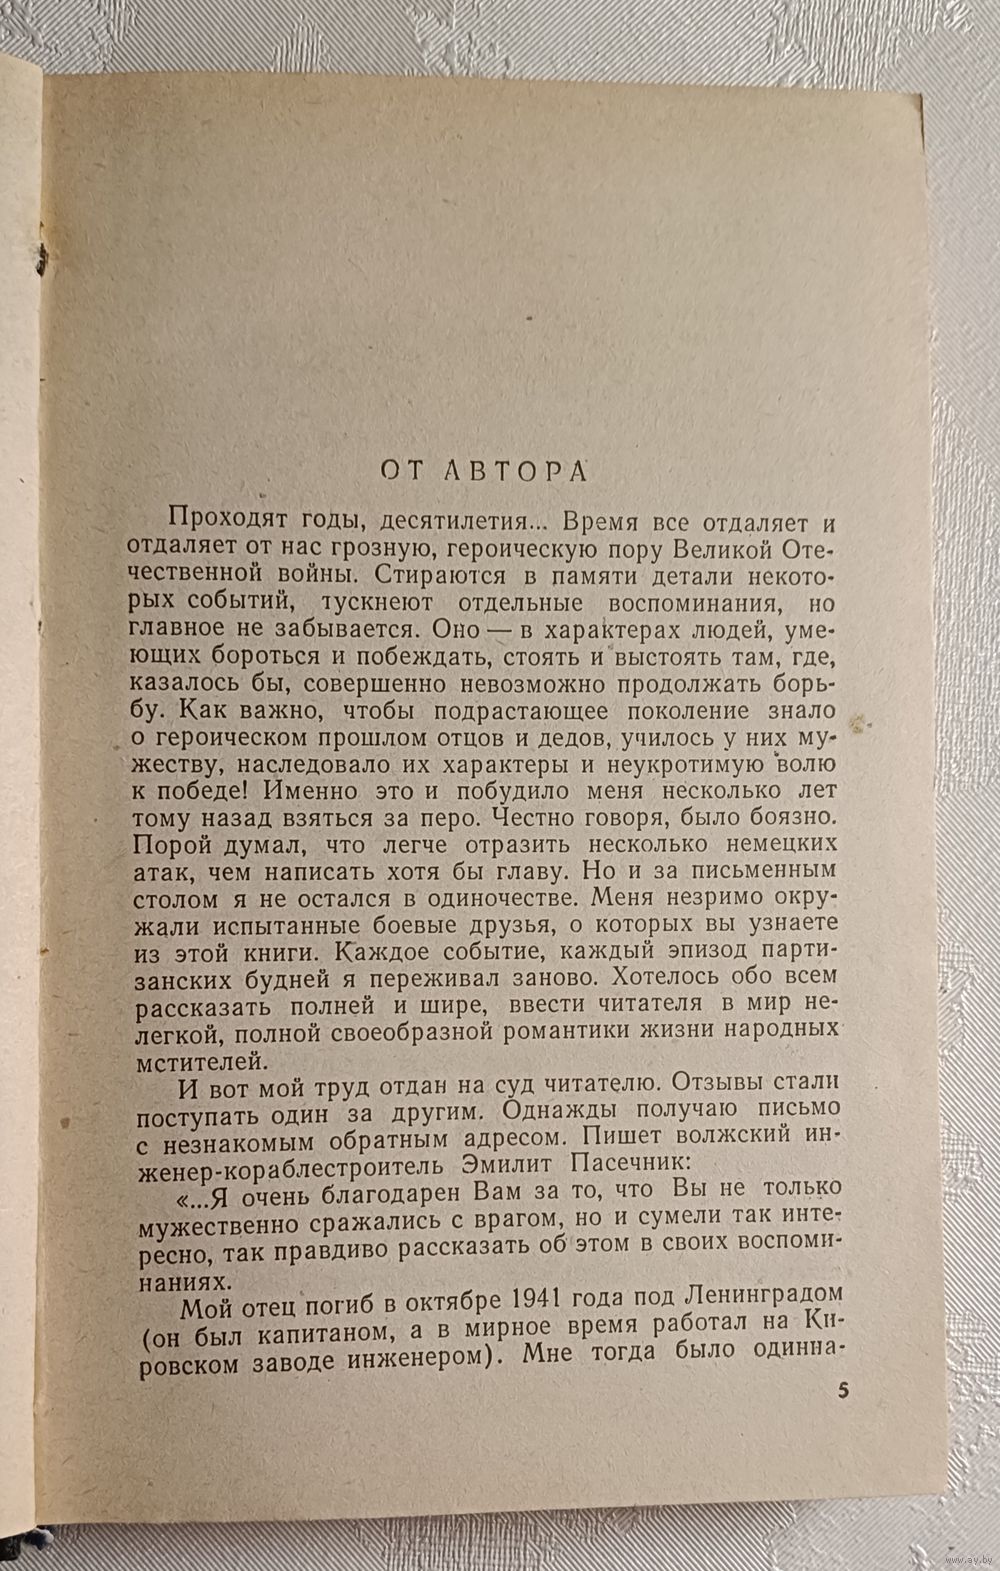 ОТ АВТОРА
Проходят годы, десятилетия... Время все отдаляет и
отдаляет от нас грозную, героическую пору Великой Оте-
чественной войны. Стираются в памяти детали некото-
рых событий, тускнеют отдельные воспоминания, но
главное не забывается. Оно — в характерах людей, уме-
ющих бороться и побеждать, стоять и выстоять там, где,
казалось бы, совершенно невозможно продолжать борь-
бу. Как важно, чтобы подрастающее поколение знало
о героическом прошлом отцов и дедов, училось у них му-
жеству, наследовало их характеры и неукротимую волю
к победе! Именно это и побудило меня несколько лет
тому назад взяться за перо. Честно говоря, было боязно.
Порой думал, что легче отразить несколько немецких
атак, чем написать хотя бы главу. Но и за письменным
столом я не остался в одиночестве. Меня незримо окру-
жали испытанные боевые друзья, о которых вы узнаете
из этой книги. Каждое событие, каждый эпизод парти-
занских будней я переживал заново. Хотелось обо всем
рассказать полней и шире, ввести читателя в мир не-
легкой, полной своеобразной романтики жизни народных
мстителей.
И вот мой труд отдан на суд читателю. Отзывы стали
поступать один за другим. Однажды получаю письмо
с незнакомым обратным адресом. Пишет волжский ин-
женер-кораблестроитель Эмилит Пасечник:
«...Я очень благодарен Вам за то, что Вы не только
мужественно сражались с врагом, но и сумели так инте-
ресно, так правдиво рассказать об этом в своих воспоми-
наниях.
Мой отец погиб в октябре 1941 года под Ленинградом
(он был капитаном, а в мирное время работал на Ки-
ровском заводе инженером). Мне тогда было одинна-
5
www.ay.by